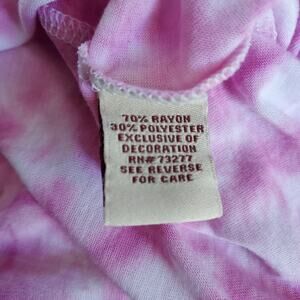 70% RAYON
30% POLYESTER
EXCLUSIVE OF
DECORATION
RN# 73277
SEE REVERSE
FOR CARE